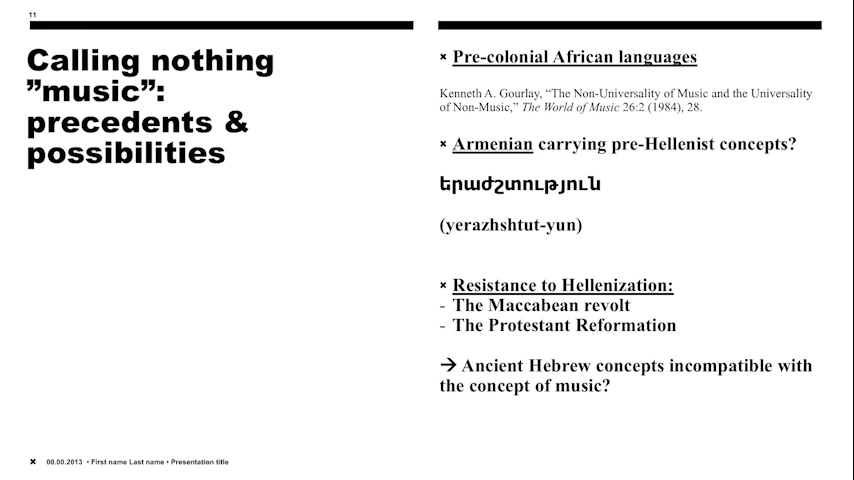 11
Calling nothing
”music”:
precedents &
possibilities
× Pre-colonial African languages
Kenneth A. Gourlay, “The Non-Universality of Music and the Universality
of Non-Music,” The World of Music 26:2 (1984), 28.
× Armenian carrying pre-Hellenist concepts?
երաժշտություն
(yerazhshtut-yun)
× Resistance to Hellenization:
- The Maccabean revolt
- The Protestant Reformation
→ Ancient Hebrew concepts incompatible with
the concept of music?
× 00.00.2013 • First name Last name • Presentation title